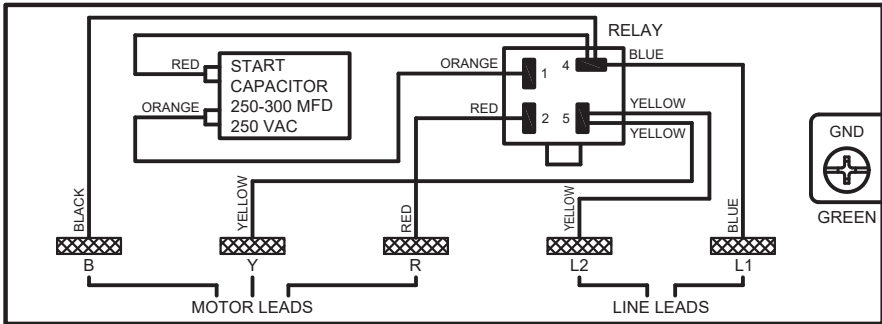 RELAY
RED
START
CAPACITOR
250-300 MFD
250 VAC
ORANGE
ORANGE
1
4
BLUE
RED
2
5
YELLOW
YELLOW
GND
GREEN
BLACK
YELLOW
RED
YELLOW
BLUE
B
Y
R
L2
L1
MOTOR LEADS
LINE LEADS